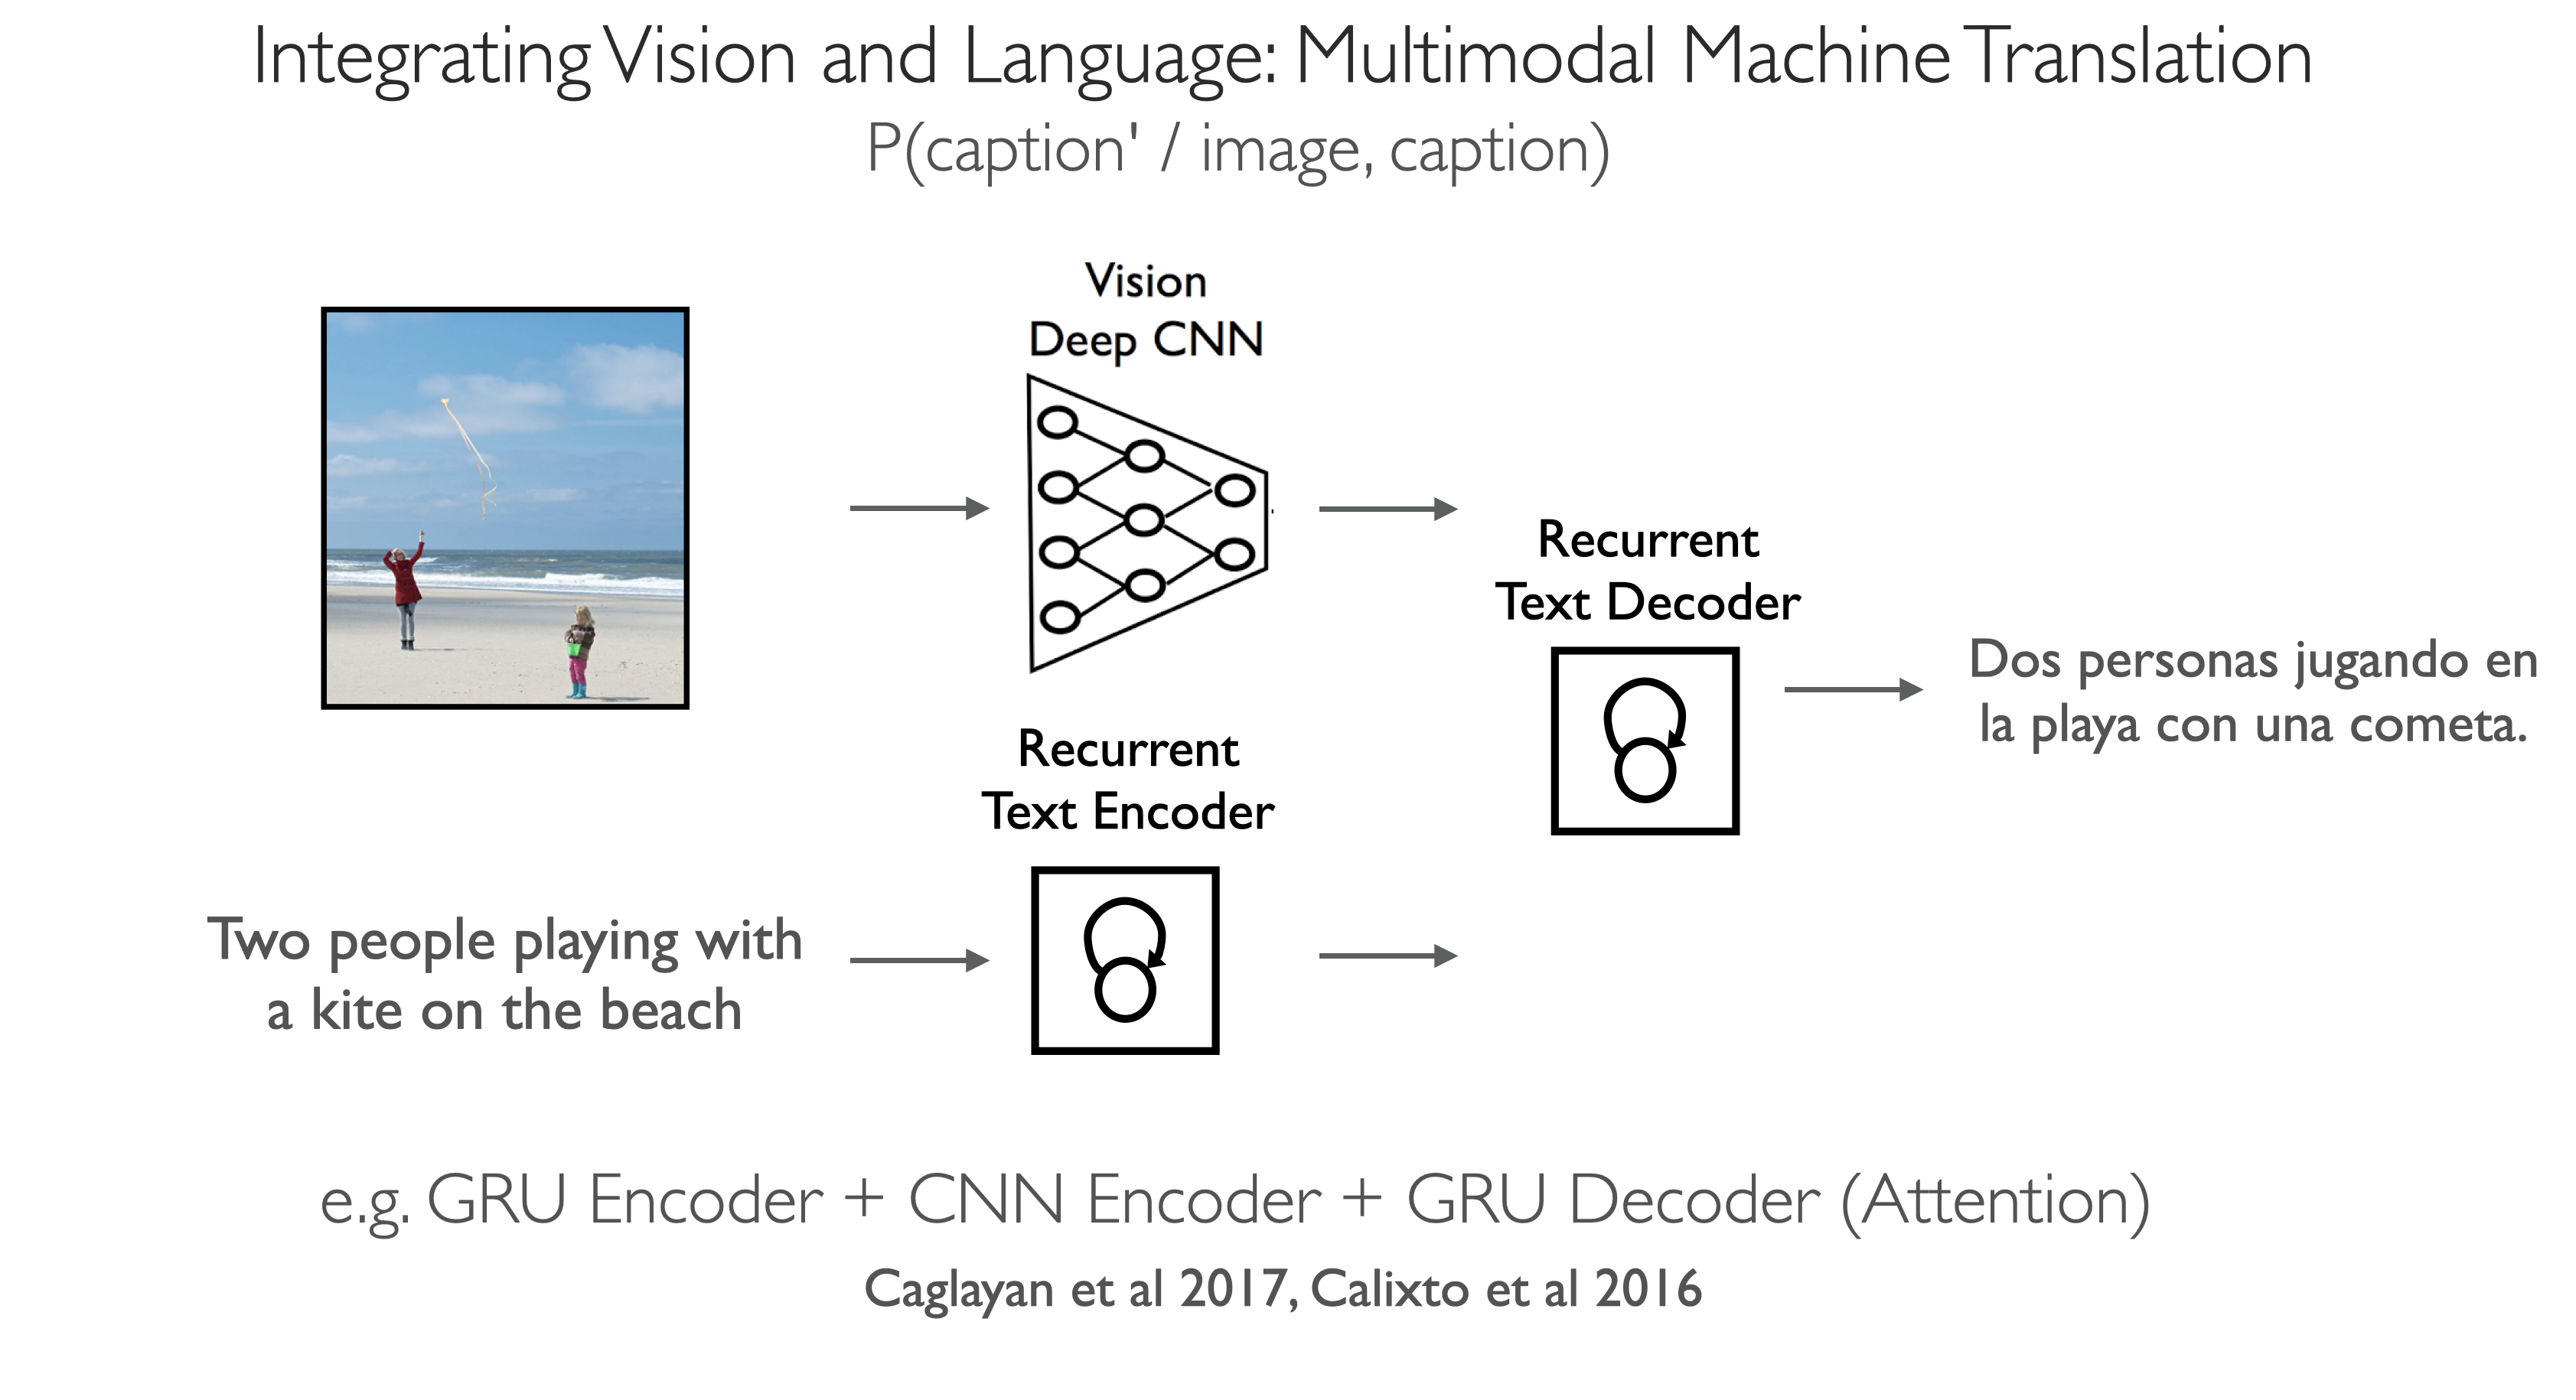 Integrating Vision and Language: Multimodal Machine Translation
P(caption' / image, caption)
Vision
Deep CNN
Recurrent
Text Decoder
Dos personas jugando en
la playa con una cometa.
Recurrent
Text Encoder
Two people playing with
a kite on the beach
e.g. GRU Encoder + CNN Encoder + GRU Decoder (Attention)
Caglayan et al 2017, Calixto et al 2016